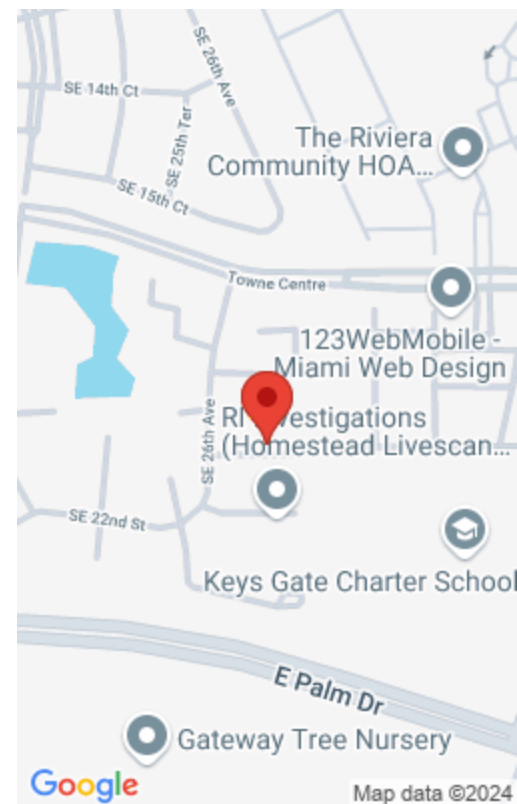 SE 26th Ave
SE 14th Ct
SE 25th Ter
The Riviera
Community HOA...
SE 15th Ct
Towne Centre
123WebMobile -
Miami Web Design
SE 26th Ave
RI Investigations
(Homestead Livescan...
SE 22nd St
Keys Gate Charter School
E Palm Dr
Gateway Tree Nursery
Google
Map data ©2024